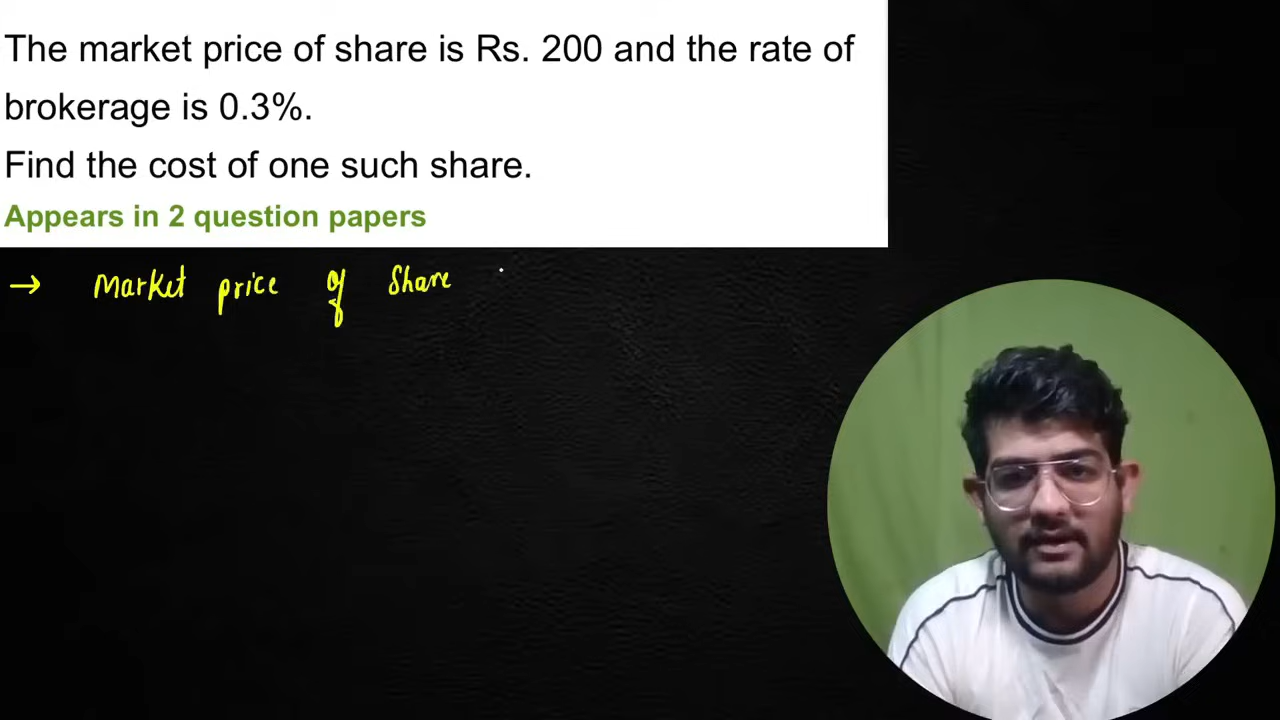 The market price of share is Rs. 200 and the rate of
brokerage is 0.3%.
Find the cost of one such share.
Appears in 2 question papers
→ Market price of Share